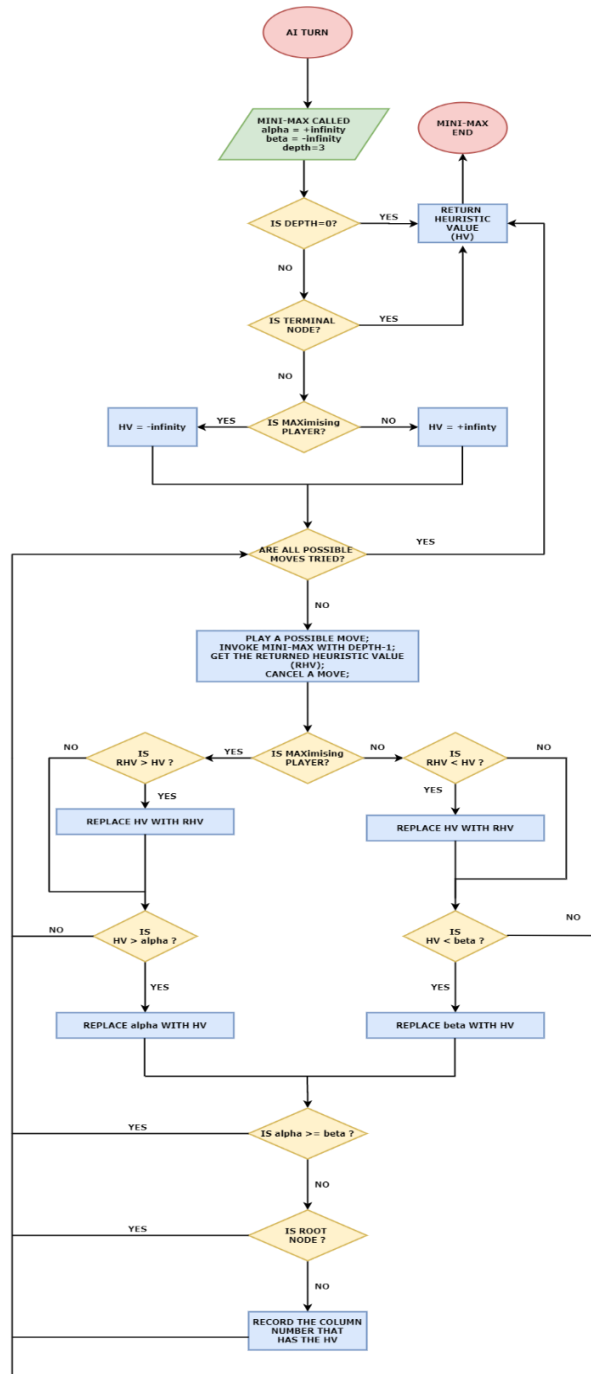 AI TURN
MINI-MAX CALLED
alpha = +infinity
beta = -infinity
depth=3
MINI-MAX
END
IS DEPTH=0?
YES
RETURN
HEURISTIC
VALUE
(HV)
NO
IS TERMINAL
NODE?
YES
NO
HV = -infinity
YES
IS MAXimising
PLAYER?
NO
HV = +infinty
ARE ALL POSSIBLE
MOVES TRIED?
YES
NO
PLAY A POSSIBLE MOVE;
INVOKE MINI-MAX WITH DEPTH-1;
GET THE RETURNED HEURISTIC VALUE
(RHV);
CANCEL A MOVE;
NO
IS
RHV > HV ?
YES
IS MAXimising
PLAYER?
NO
IS
RHV < HV ?
NO
YES
YES
REPLACE HV WITH RHV
REPLACE HV WITH RHV
NO
IS
HV > alpha ?
IS
HV < beta ?
NO
YES
YES
REPLACE alpha WITH HV
REPLACE beta WITH HV
YES
IS alpha >= beta ?
NO
YES
IS ROOT
NODE ?
NO
RECORD THE COLUMN
NUMBER THAT
HAS THE HV